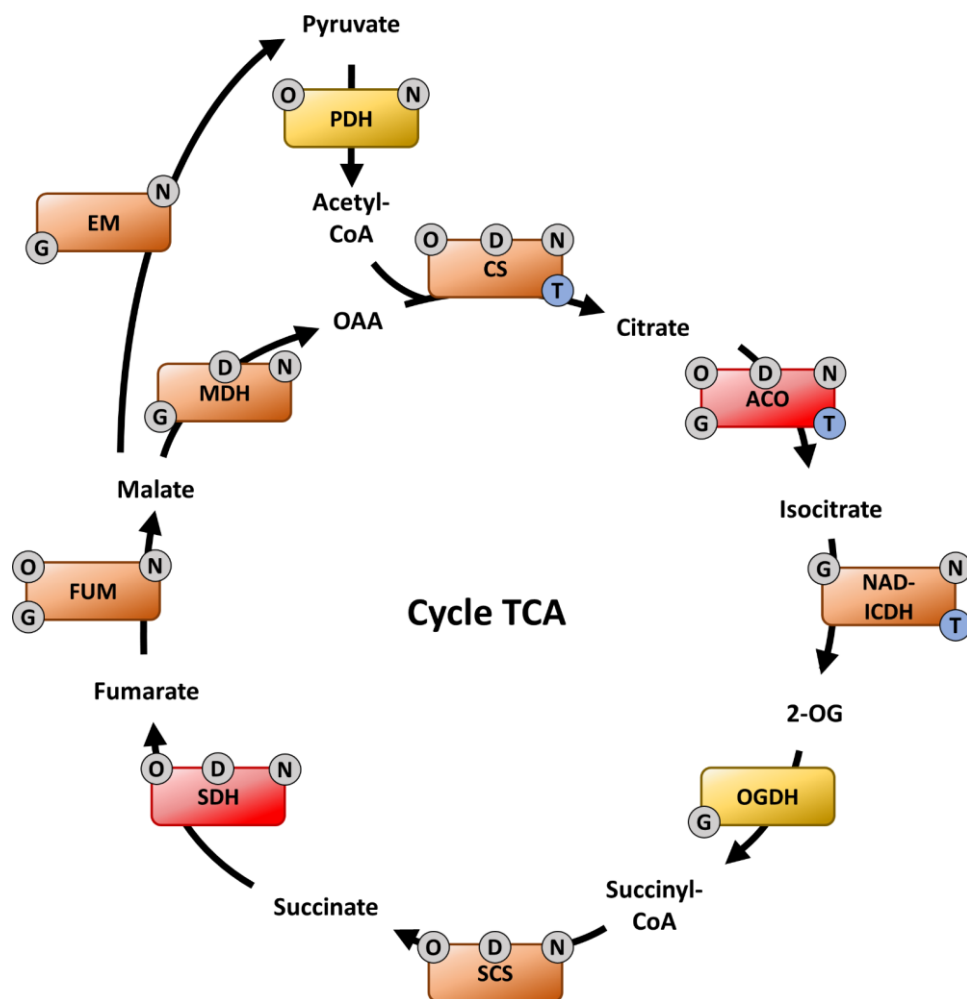 Pyruvate
O N
PDH
Acetyl-
CoA
N
EM
G
O D N
CS
T
OAA
Citrate
D N
MDH
G
O D N
ACO
G T
Malate
Isocitrate
O N
FUM
G
G N
NAD-
ICDH
T
Cycle TCA
Fumarate
2-OG
O D N
SDH
OGDH
G
Succinyl-
CoA
Succinate
O D N
SCS